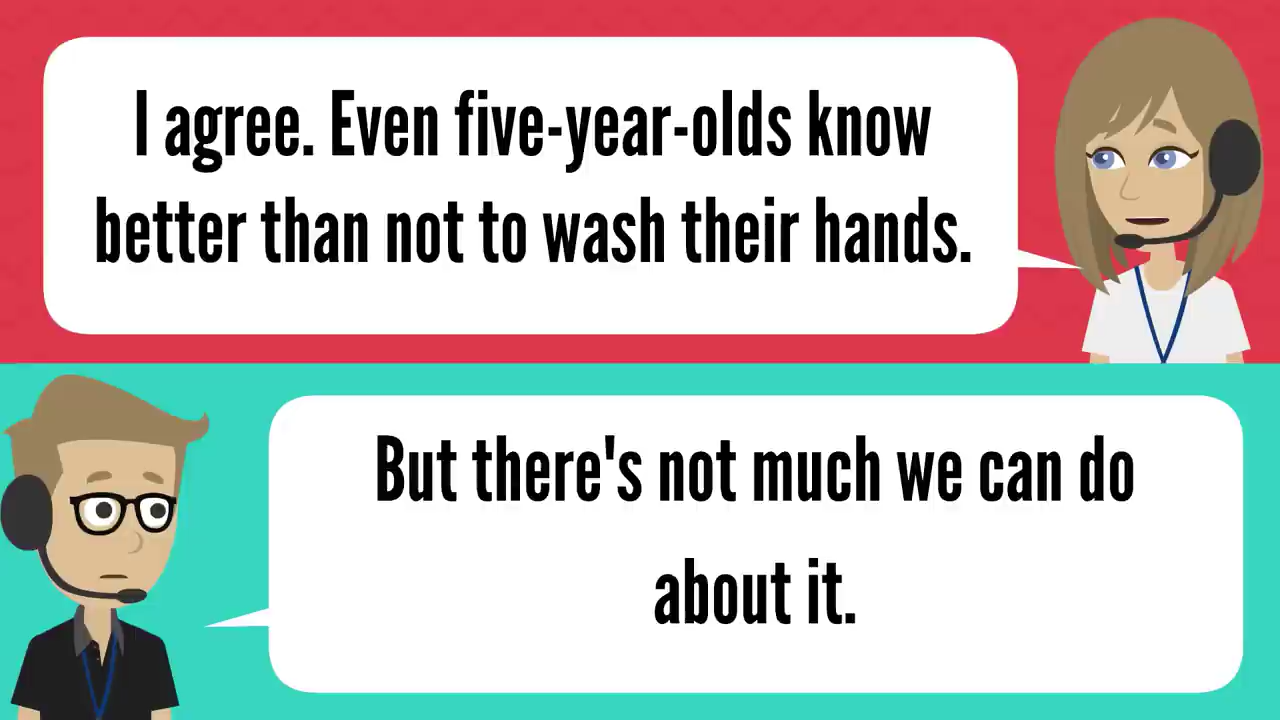 I agree. Even five-year-olds know
better than not to wash their hands.
But there's not much we can do
about it.